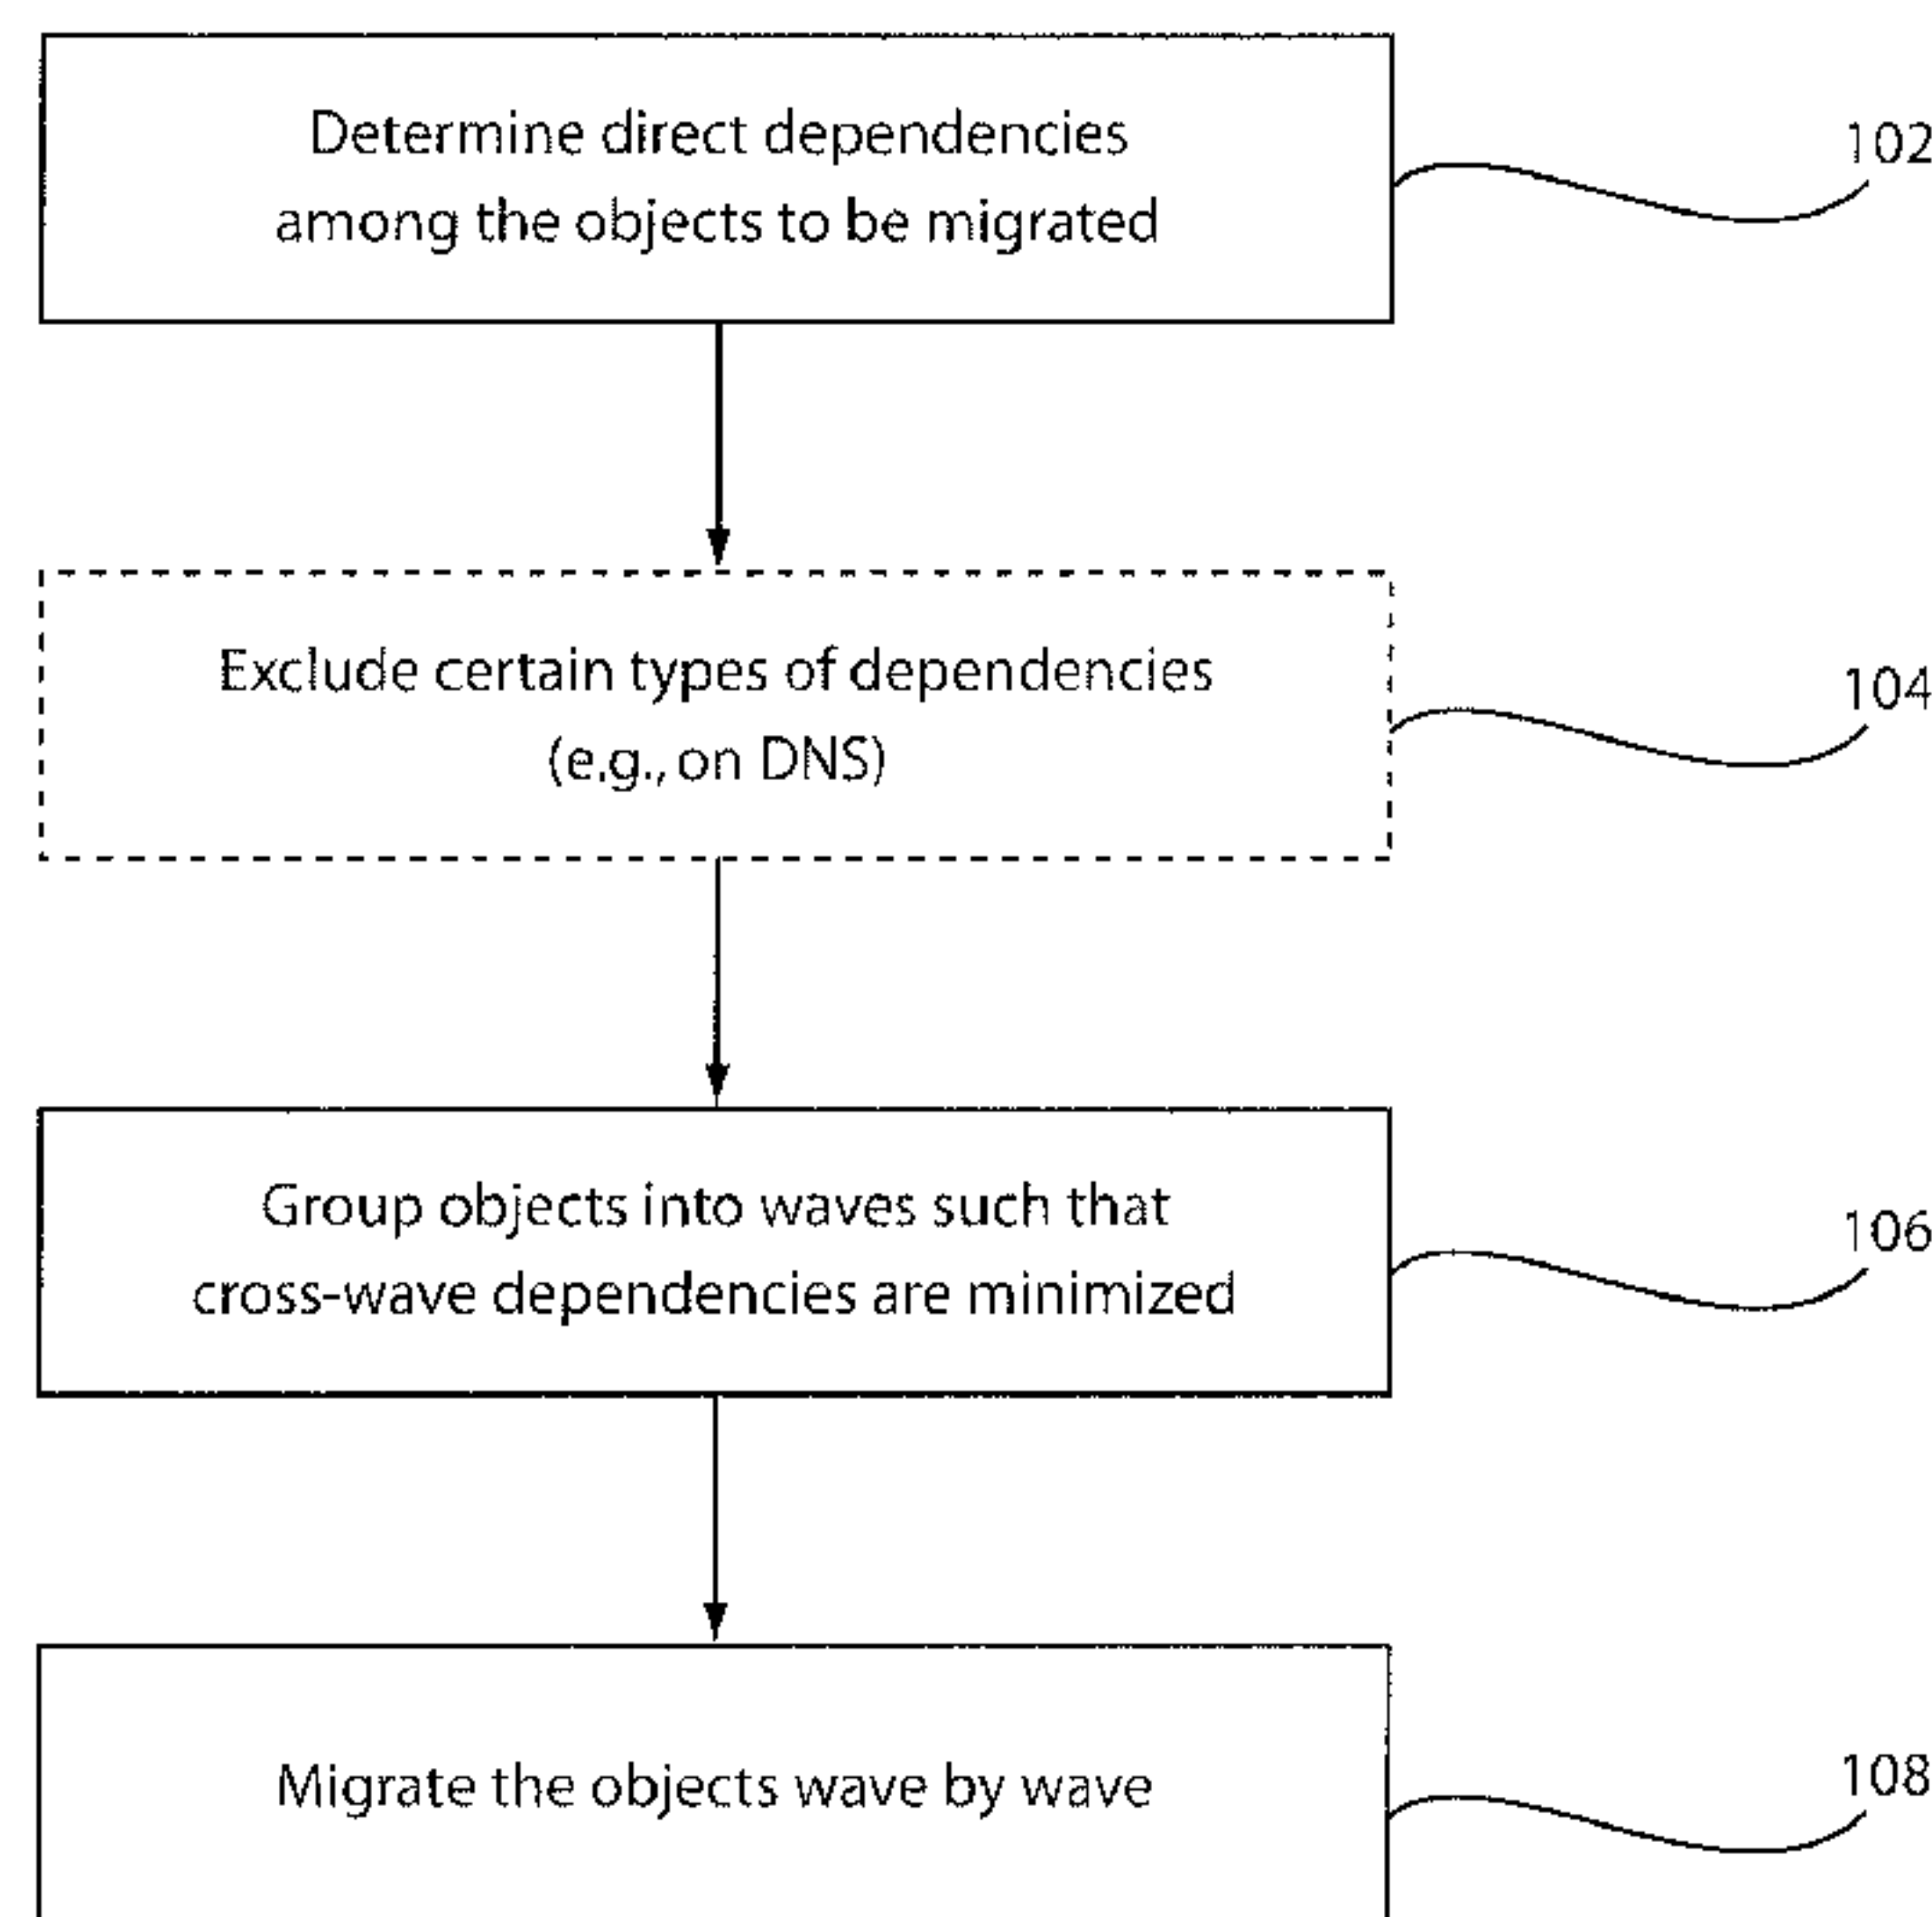 Determine direct dependencies
among the objects to be migrated
102
Exclude certain types of dependencies
(e.g., on DNS)
104
Group objects into waves such that
cross-wave dependencies are minimized
106
Migrate the objects wave by wave
108